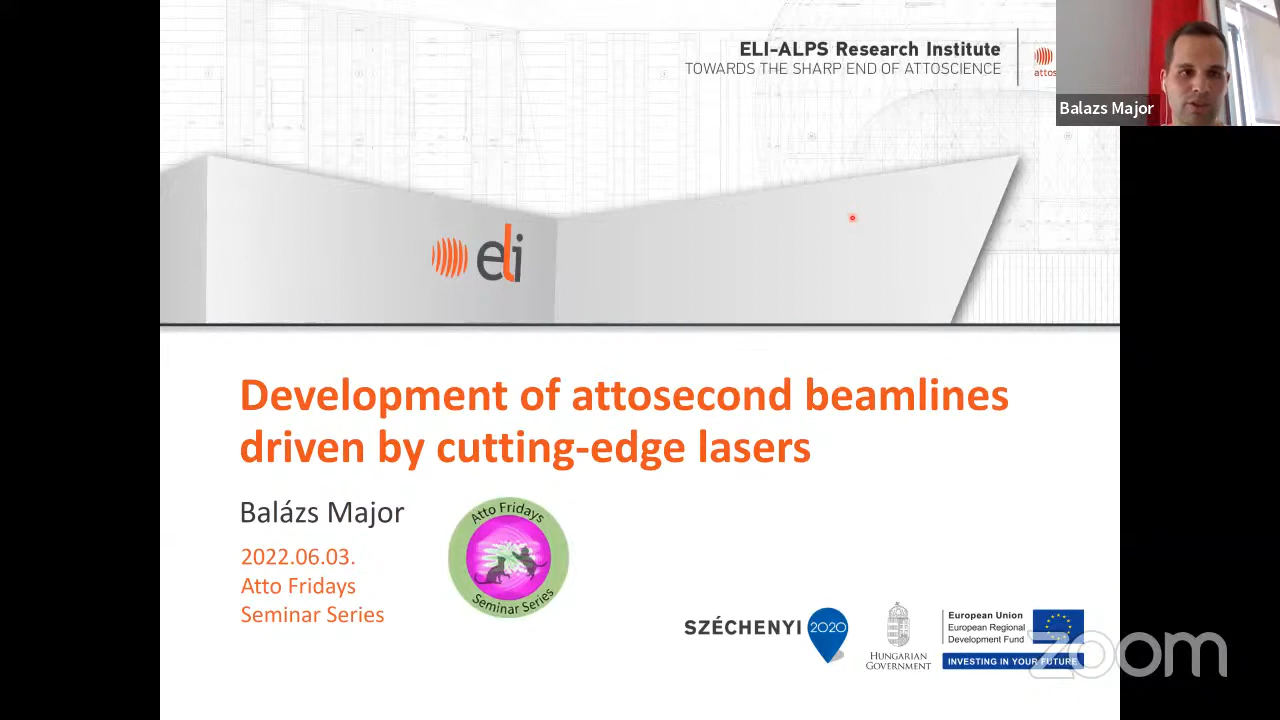 ELI-ALPS Research Institute
TOWARDS THE SHARP END OF ATTOSCIENCE
attos
Balazs Major
eli
Development of attosecond beamlines
driven by cutting-edge lasers
Balázs Major
2022.06.03.
Atto Fridays
Seminar Series
Atto Fridays
Seminar Series
SZÉCHENYI 2020
HUNGARIAN
GOVERNMENT
European Union
European Regional
Development Fund
INVESTING IN YOUR FUTURE
zoom